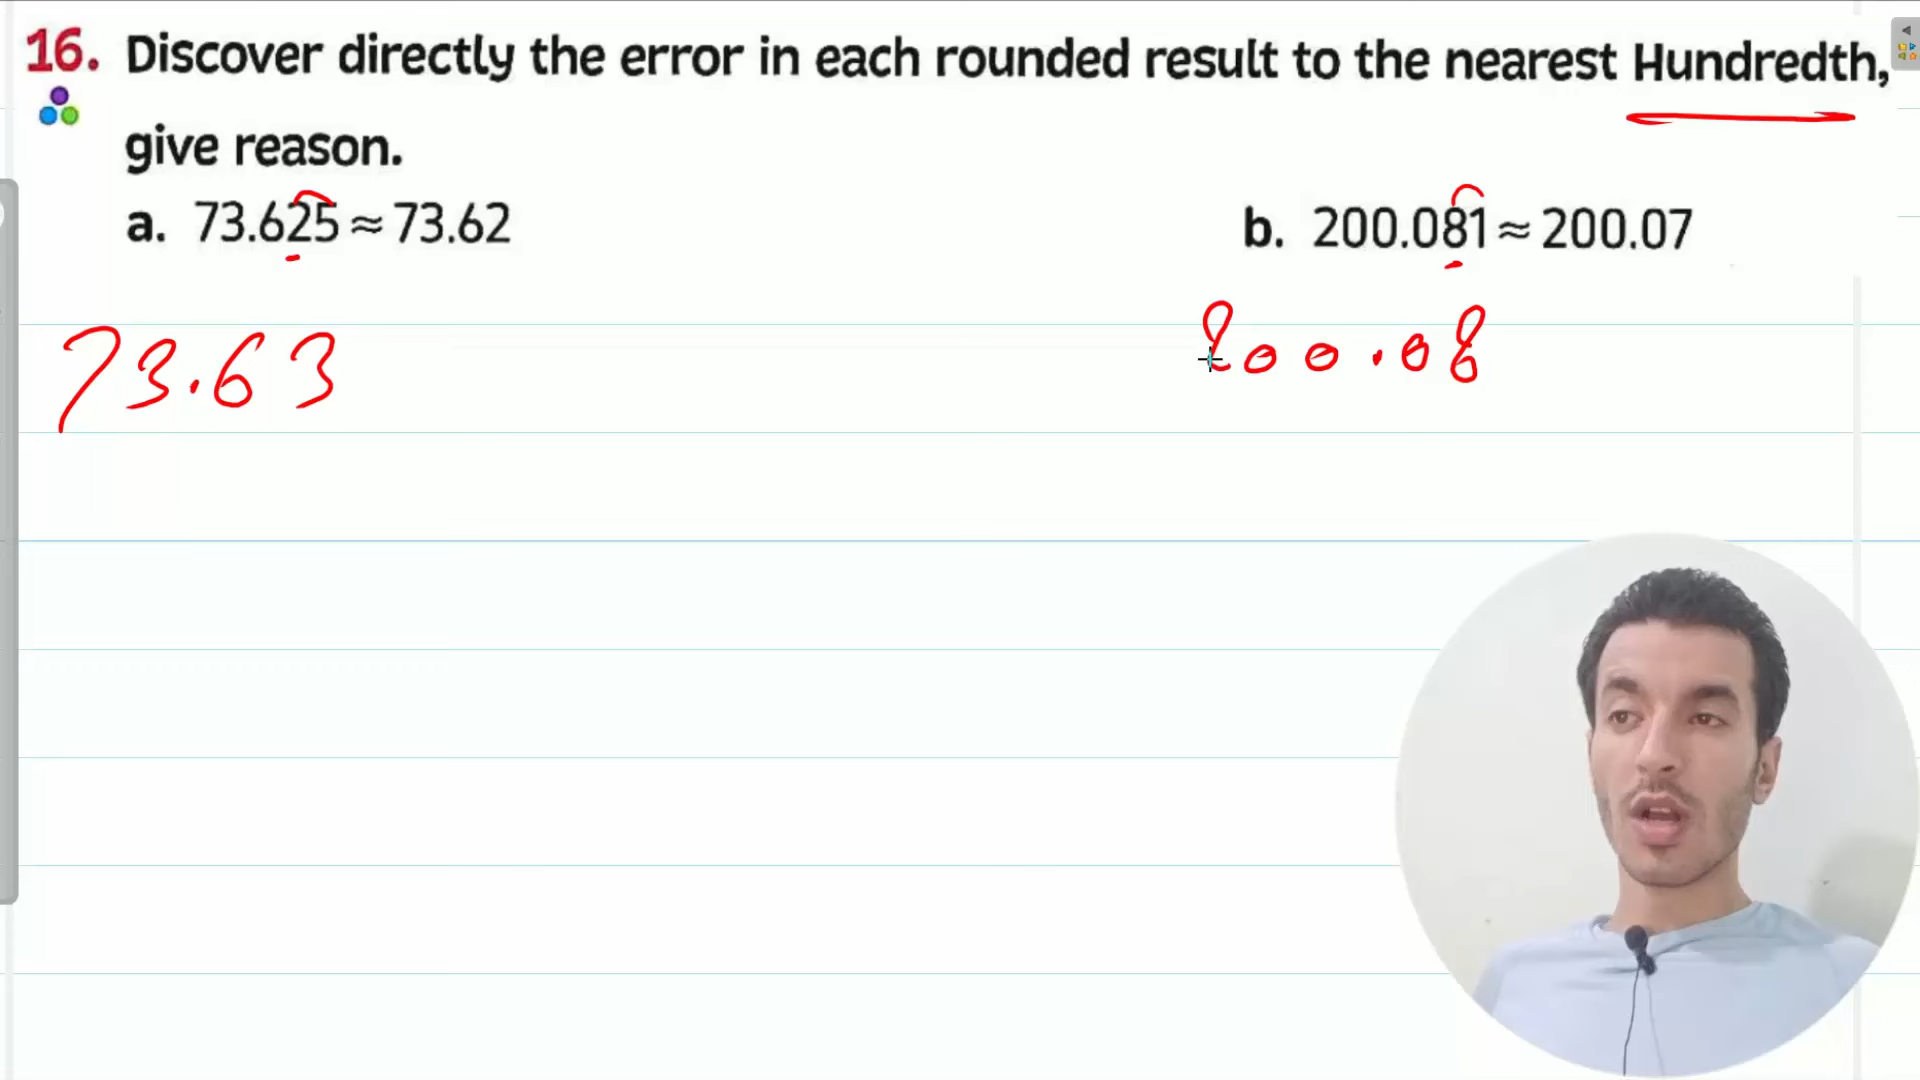 16. Discover directly the error in each rounded result to the nearest Hundredth,
give reason.
a. 73.625 ≈ 73.62
b. 200.081 ≈ 200.07
73.63
200.08